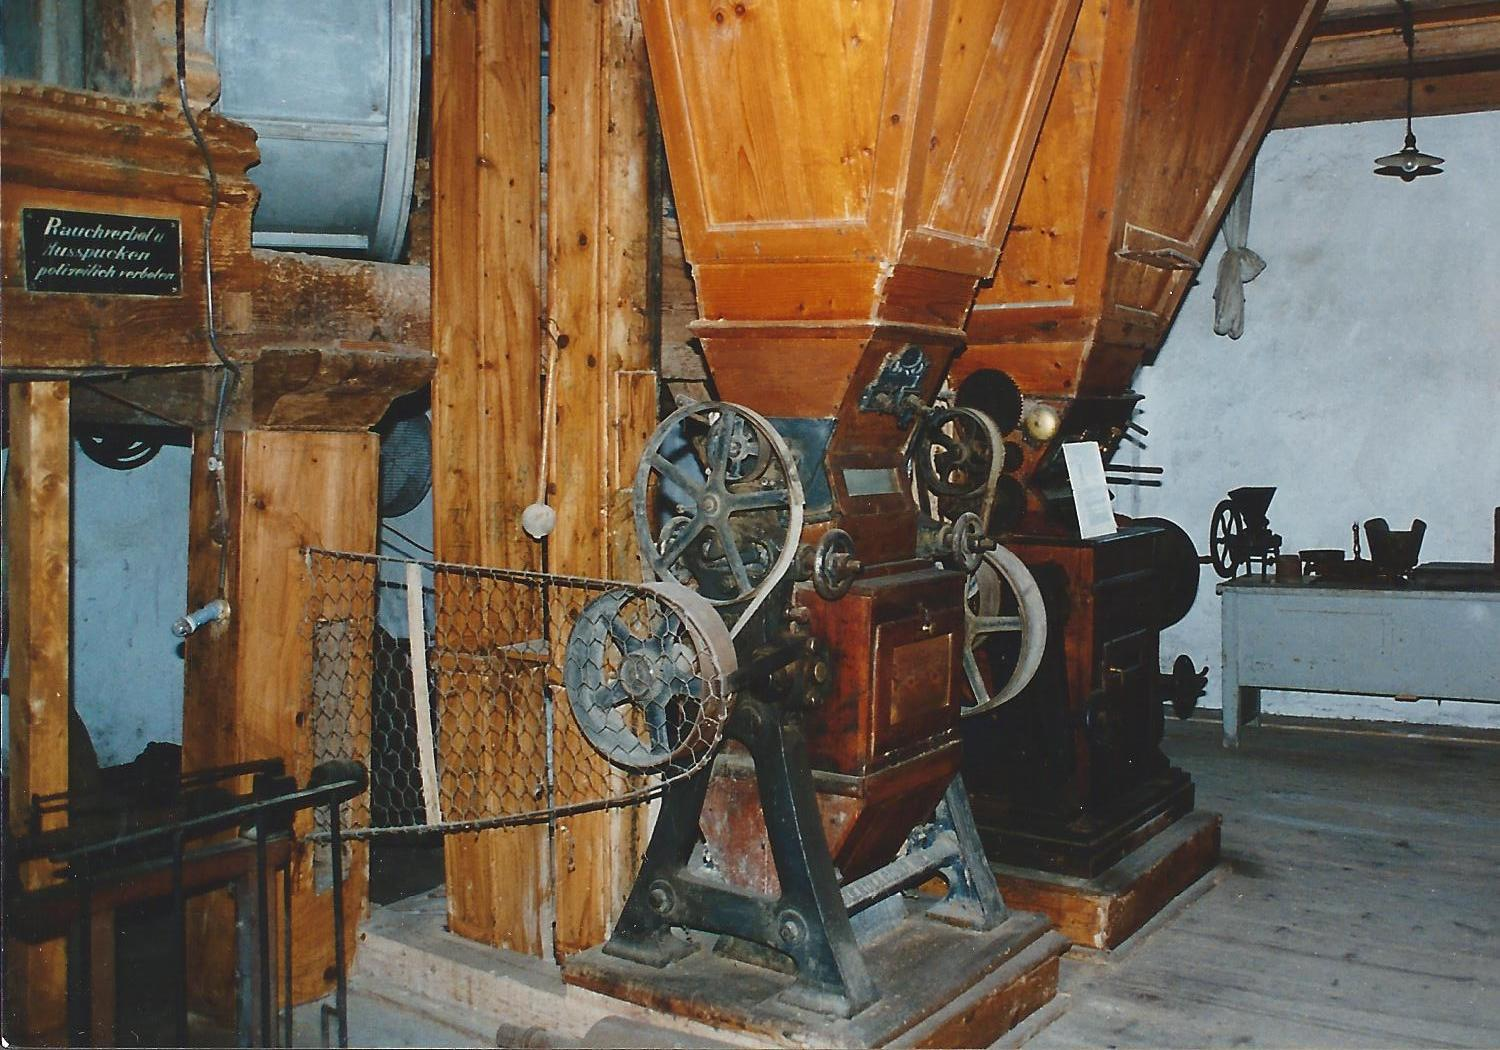 Rauchverbot u
Ausspucken
polizeilich verboten